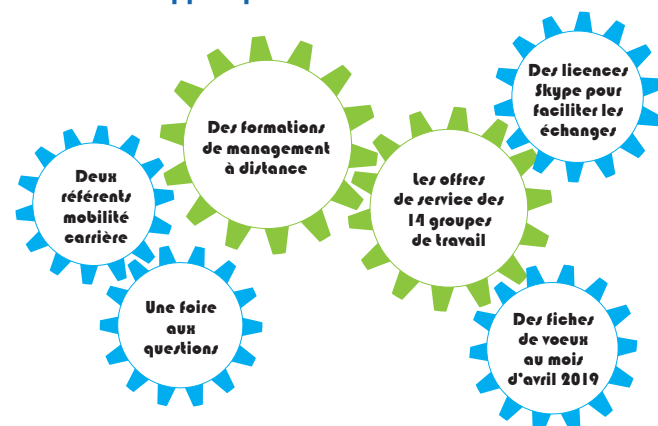 Des licences
Skype pour
faciliter les
échanges
Des formations
de management
à distance
Deux
référents
mobilité
carrière
Les offres
de service des
14 groupes
de travail
Une foire
aux
questions
Des fiches
de voeux
au mois
d'avril 2019